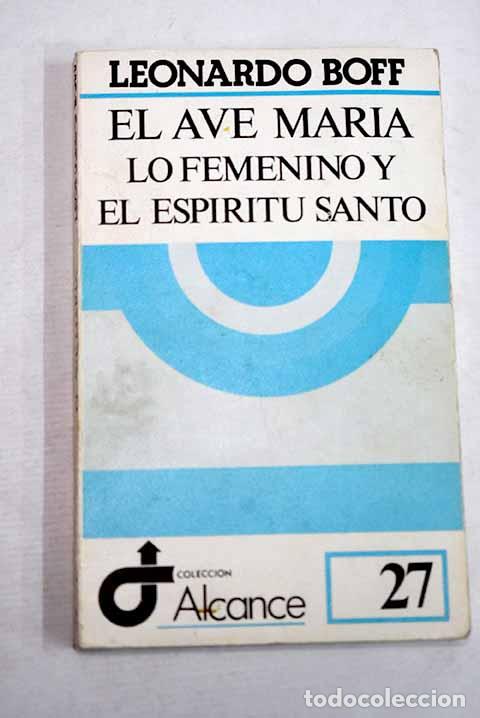 LEONARDO BOFF
EL AVE MARIA
LO FEMENINO Y
EL ESPIRITU SANTO
COLECCION
Alcance
27
todocoleccion